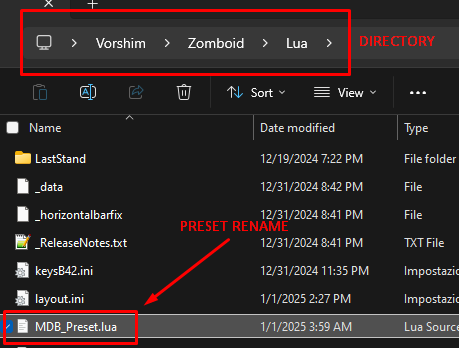 Vorshim > Zomboid > Lua >
DIRECTORY
Sort
View
Name Date modified Type
LastStand 12/19/2024 7:22 PM File folder
_data 12/31/2024 8:42 PM File
_horizontalbarfix 12/31/2024 8:42 PM File
PRESET RENAME
_ReleaseNotes.txt 12/31/2024 8:42 PM TXT File
keysB42.ini 12/31/2024 11:35 PM Impostazio
layout.ini 1/1/2025 2:27 PM Impostazio
MDB_Preset.lua 1/1/2025 3:59 AM Lua Source